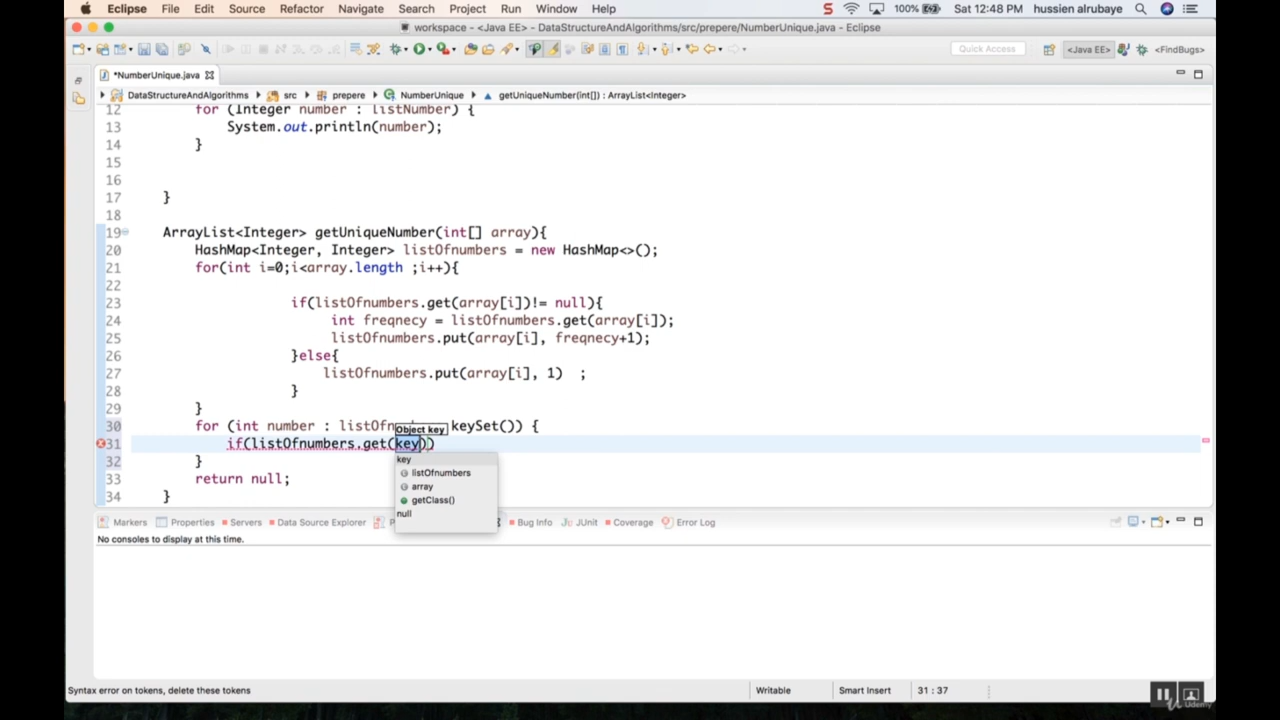 Eclipse File Edit Source Refactor Navigate Search Project Run Window Help 100% Sat 12:48 PM hussien alrubaye
workspace - <Java EE> - DataStructureAndAlgorithms/src/prepere/NumberUnique.java - Eclipse
Quick Access <Java EE> <FindBugs>
*NumberUnique.java
DataStructureAndAlgorithms src prepere NumberUnique getUniqueNumber(int[]) : ArrayList<Integer>
12 for (Integer number : listNumber) {
13 System.out.println(number);
14 }
15
16
17 }
18
19 ArrayList<Integer> getUniqueNumber(int[] array){
20 HashMap<Integer, Integer> listOfnumbers = new HashMap<>();
21 for(int i=0;i<array.length ;i++){
22
23 if(listOfnumbers.get(array[i])!= null){
24 int freqnecy = listOfnumbers.get(array[i]);
25 listOfnumbers.put(array[i], freqnecy+1);
26 }else{
27 listOfnumbers.put(array[i], 1) ;
28 }
29 }
30 for (int number : listOfn keySet()) {
Object key
31 if(listOfnumbers.get(key))
key
32 }
listOfnumbers
33 return null;
array
34 }
getClass()
null
Markers Properties Servers Data Source Explorer Bug Info JUnit Coverage Error Log
No consoles to display at this time.
Syntax error on tokens, delete these tokens Writable Smart Insert 31 : 37
Udemy